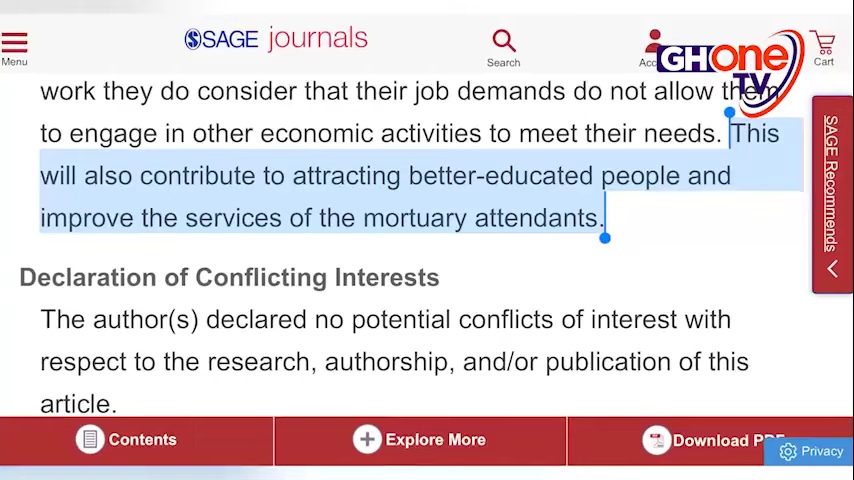 Menu
SAGE journals
Search
Cart
GHONE
TV
work they do consider that their job demands do not allow them
to engage in other economic activities to meet their needs. This
will also contribute to attracting better-educated people and
improve the services of the mortuary attendants.
SAGE Recommends
Declaration of Conflicting Interests
The author(s) declared no potential conflicts of interest with
respect to the research, authorship, and/or publication of this
article.
Contents
Explore More
Download PDF
Privacy